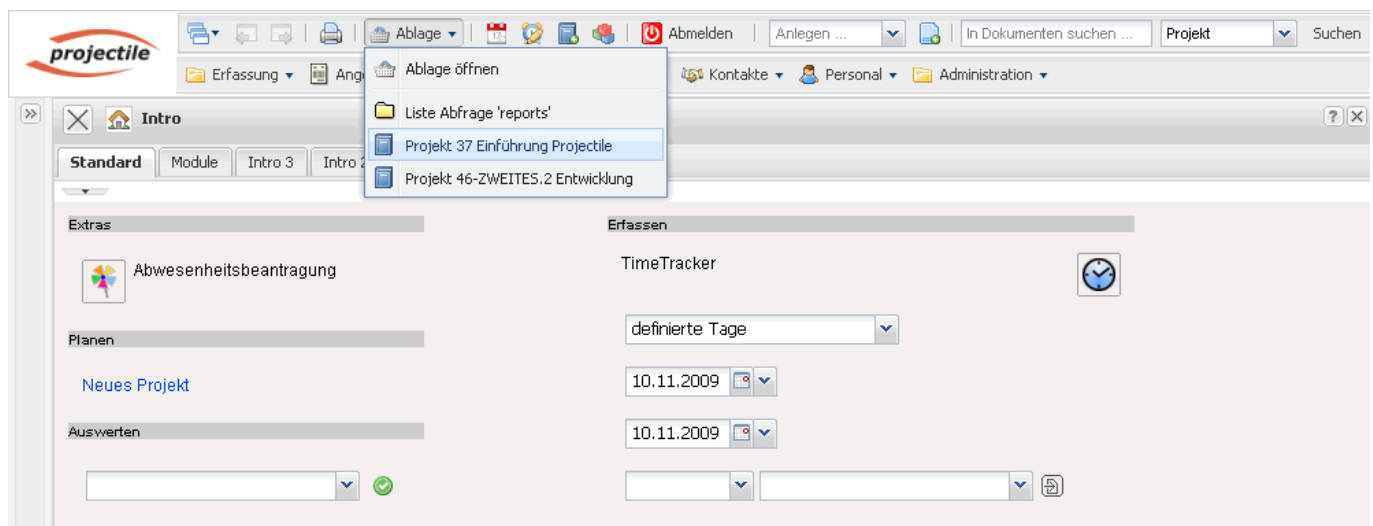 projectile
Ablage
Abmelden
Anlegen ...
In Dokumenten suchen ...
Projekt
Suchen
Erfassung
Kontakte
Personal
Administration
Ablage öffnen
Liste Abfrage 'reports'
Projekt 37 Einführung Projectile
Projekt 46-ZWEITES.2 Entwicklung
Intro
Standard
Module
Intro 3
Intro
Extras
Abwesenheitsbeantragung
Planen
Neues Projekt
Auswerten
Erfassen
TimeTracker
definierte Tage
10.11.2009
10.11.2009